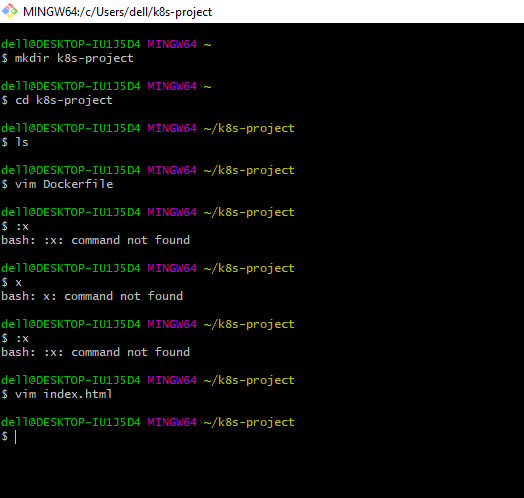 MINGW64:/c/Users/dell/k8s-project
dell@DESKTOP-IU1J5D4 MINGW64 ~
$ mkdir k8s-project
dell@DESKTOP-IU1J5D4 MINGW64 ~
$ cd k8s-project
dell@DESKTOP-IU1J5D4 MINGW64 ~/k8s-project
$ ls
dell@DESKTOP-IU1J5D4 MINGW64 ~/k8s-project
$ vim Dockerfile
dell@DESKTOP-IU1J5D4 MINGW64 ~/k8s-project
$ :x
bash: :x: command not found
dell@DESKTOP-IU1J5D4 MINGW64 ~/k8s-project
$ x
bash: x: command not found
dell@DESKTOP-IU1J5D4 MINGW64 ~/k8s-project
$ :x
bash: :x: command not found
dell@DESKTOP-IU1J5D4 MINGW64 ~/k8s-project
$ vim index.html
dell@DESKTOP-IU1J5D4 MINGW64 ~/k8s-project
$